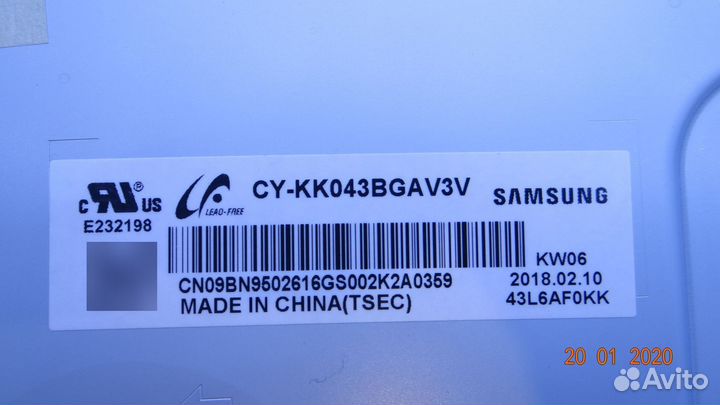 CY-KK043BGAV3V
SAMSUNG
c RU® US
LEAD-FREE
E232198
KW06
CN09BN9502616GS002K2A0359
2018.02.10
MADE IN CHINA(TSEC)
43L6AF0KK
20 01 2020
Avito